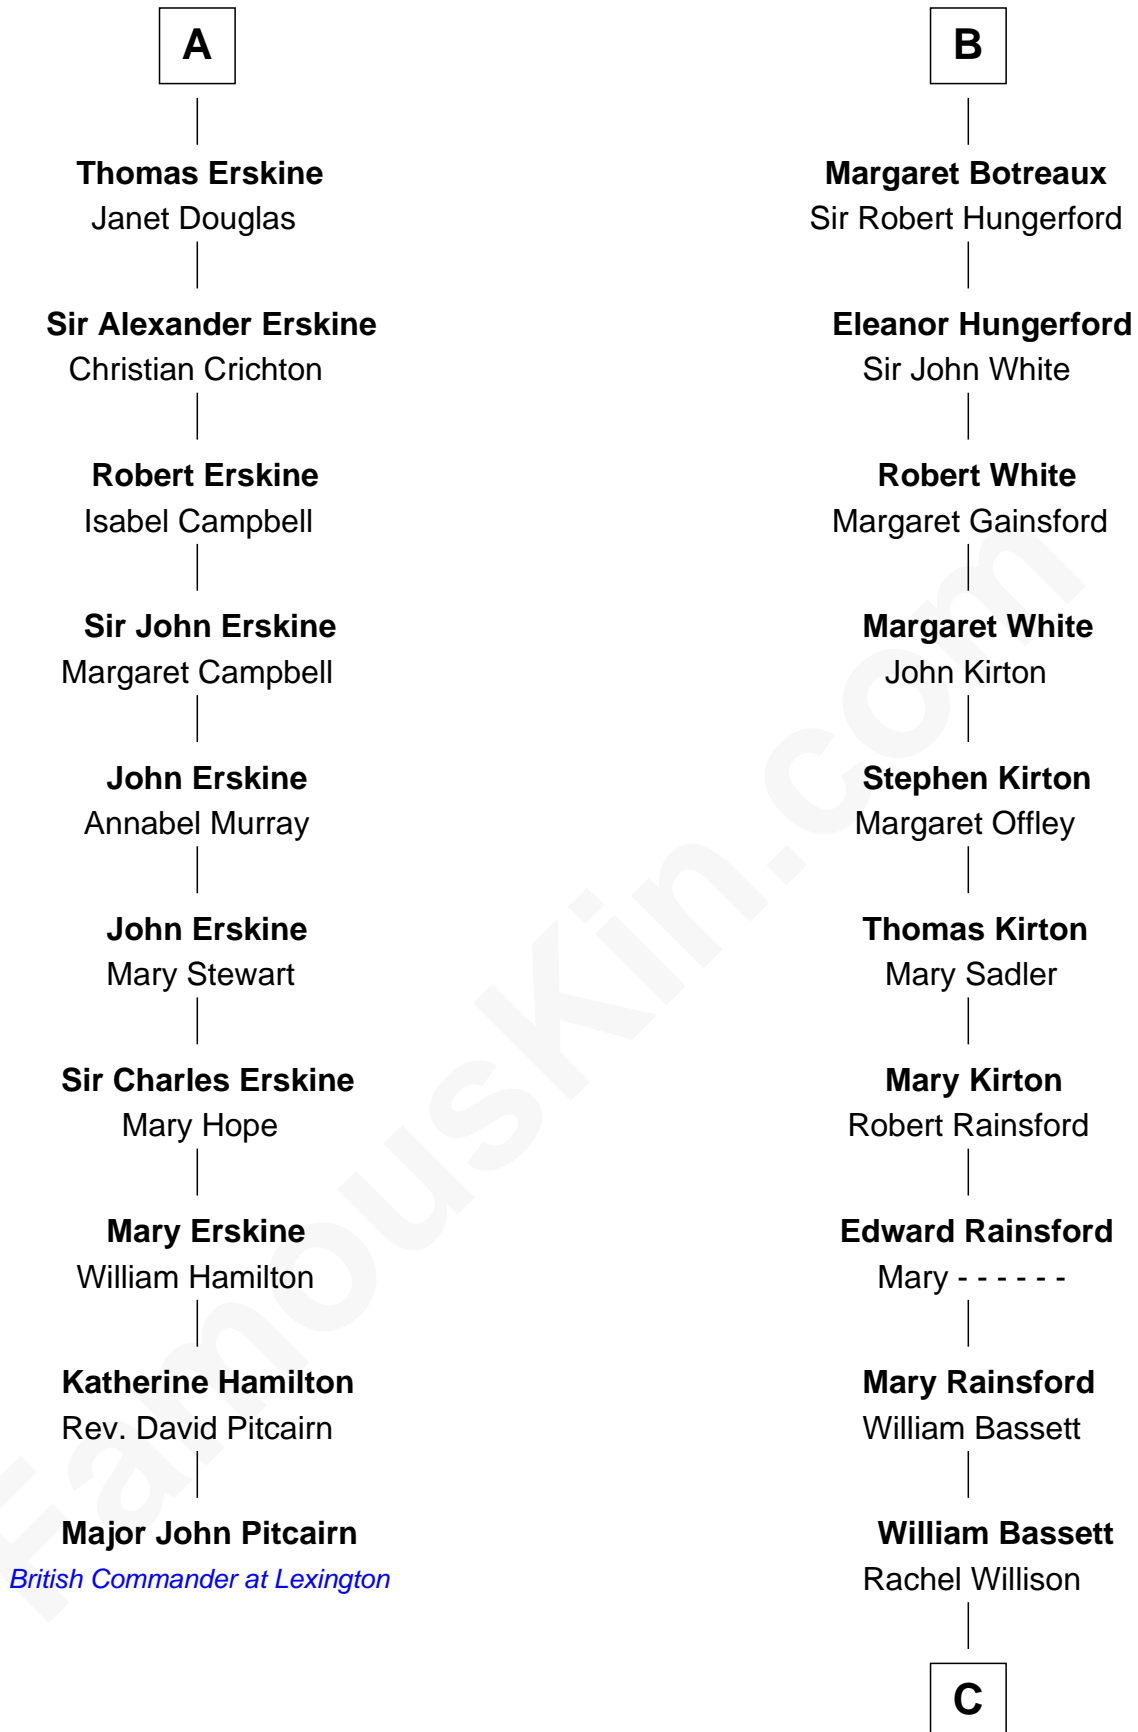 A
Thomas Erskine
Janet Douglas
Sir Alexander Erskine
Christian Crichton
Robert Erskine
Isabel Campbell
Sir John Erskine
Margaret Campbell
John Erskine
Annabel Murray
John Erskine
Mary Stewart
Sir Charles Erskine
Mary Hope
Mary Erskine
William Hamilton
Katherine Hamilton
Rev. David Pitcairn
Major John Pitcairn
British Commander at Lexington
B
Margaret Botreaux
Sir Robert Hungerford
Eleanor Hungerford
Sir John White
Robert White
Margaret Gainsford
Margaret White
John Kirton
Stephen Kirton
Margaret Offley
Thomas Kirton
Mary Sadler
Mary Kirton
Robert Rainsford
Edward Rainsford
Mary - - - - - -
Mary Rainsford
William Bassett
William Bassett
Rachel Willison
C
FamousKin.com